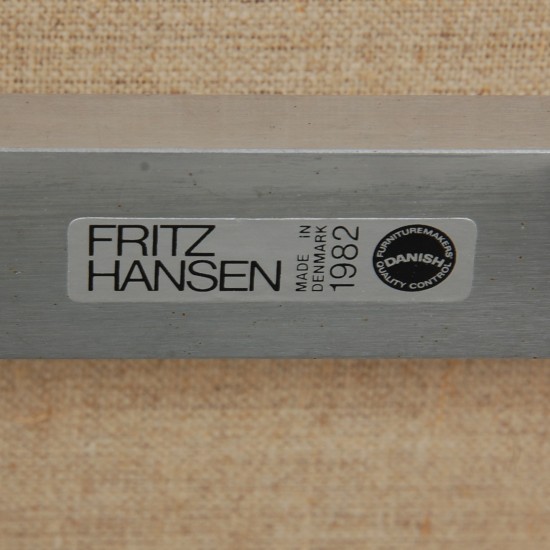 FRITZ
HANSEN
MADE IN
DENMARK
1982
FURNITUREMAKERS'
DANISH
QUALITY CONTROL